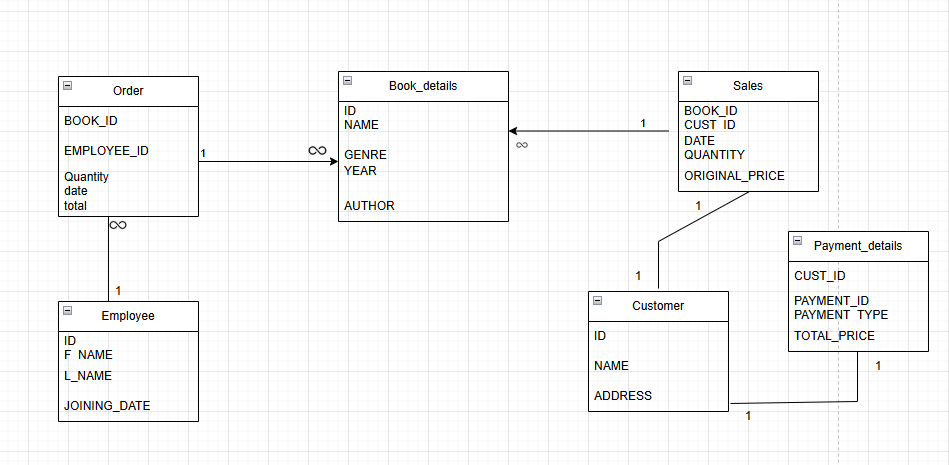 Order
BOOK_ID
EMPLOYEE_ID
Quantity
date
total
1
∞
Book_details
ID
NAME
GENRE
YEAR
AUTHOR
∞
1
Sales
BOOK_ID
CUST_ID
DATE
QUANTITY
ORIGINAL_PRICE
∞
1
Employee
ID
F_NAME
L_NAME
JOINING_DATE
1
1
Customer
ID
NAME
ADDRESS
Payment_details
CUST_ID
PAYMENT_ID
PAYMENT_TYPE
TOTAL_PRICE
1
1